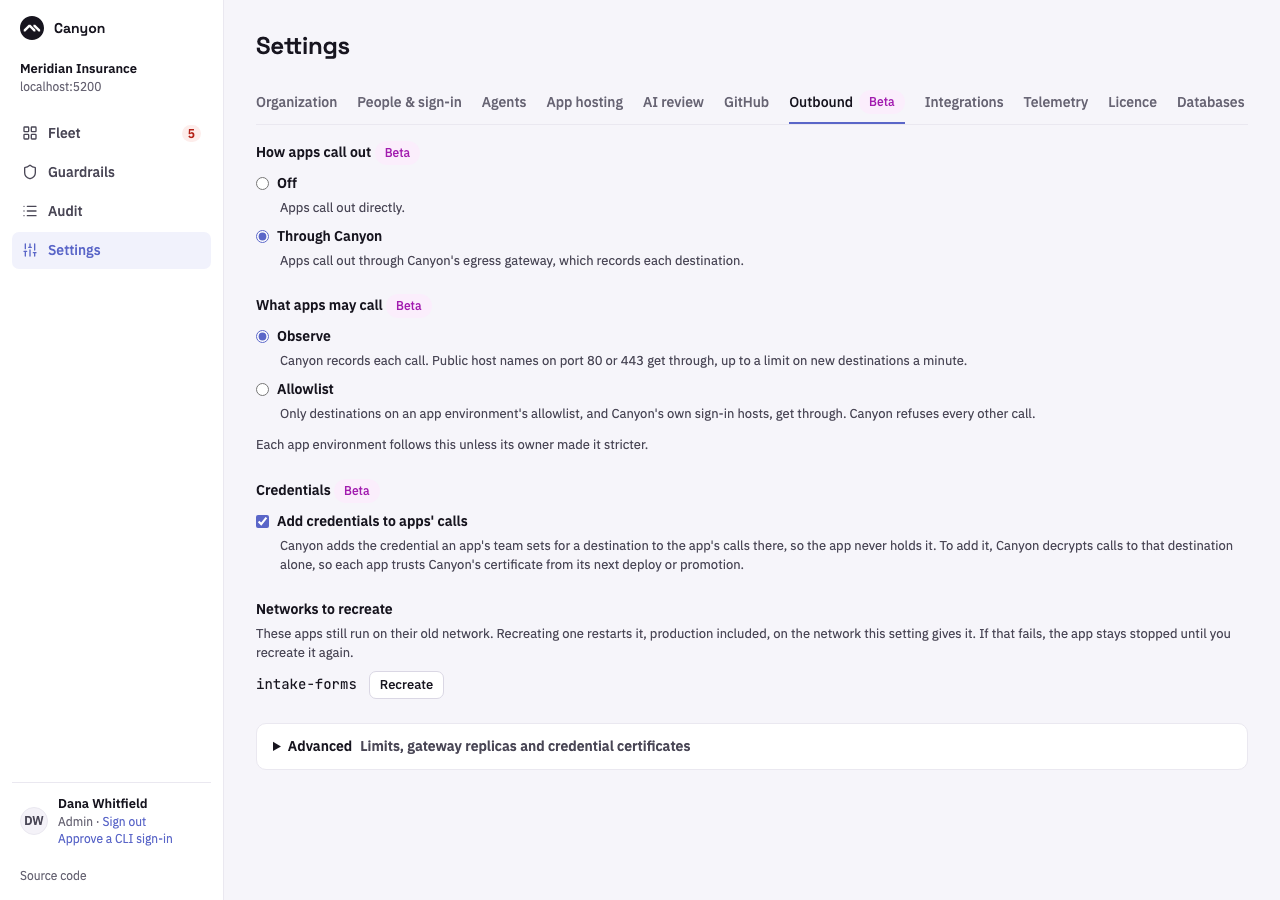 Canyon
Meridian Insurance
localhost:5200
Fleet 5
Guardrails
Audit
Settings
Dana Whitfield
Admin · Sign out
Approve a CLI sign-in
DW
Source code
Settings
Organization People & sign-in Agents App hosting AI review GitHub Outbound Beta Integrations Telemetry Licence Databases
How apps call out Beta
Off
Apps call out directly.
Through Canyon
Apps call out through Canyon's egress gateway, which records each destination.
What apps may call Beta
Observe
Canyon records each call. Public host names on port 80 or 443 get through, up to a limit on new destinations a minute.
Allowlist
Only destinations on an app environment's allowlist, and Canyon's own sign-in hosts, get through. Canyon refuses every other call.
Each app environment follows this unless its owner made it stricter.
Credentials Beta
Add credentials to apps' calls
Canyon adds the credential an app's team sets for a destination to the app's calls there, so the app never holds it. To add it, Canyon decrypts calls to that destination
alone, so each app trusts Canyon's certificate from its next deploy or promotion.
Networks to recreate
These apps still run on their old network. Recreating one restarts it, production included, on the network this setting gives it. If that fails, the app stays stopped until you
recreate it again.
intake-forms Recreate
Advanced Limits, gateway replicas and credential certificates